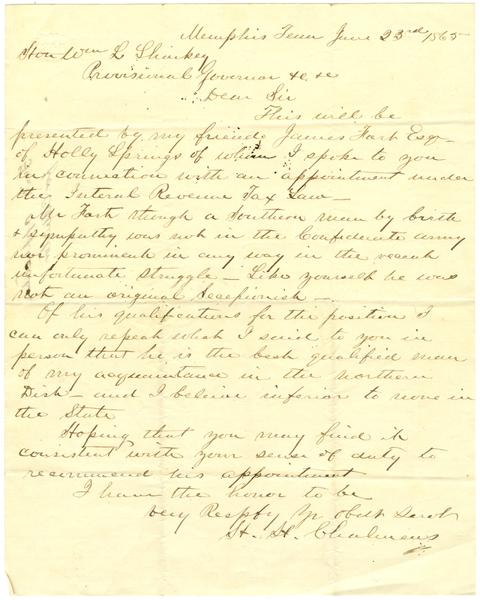 Memphis Tenn June 23rd 1865
Hon Wm L Sharkey
Provisional Governor &c &c
Dear Sir
This will be
presented by my friend James Fort Esq
of Holly Springs of whom I spoke to you
in connection with an appointment under
the Internal Revenue Tax Law —
Mr Fort though a Southern man by birth
& sympathy was not in the Confederate army
nor prominent in any way in the recent
unfortunate struggle — Like yourself he was
not an original Secessionist —
Of his qualifications for the position I
can only repeat what I said to you in
person that he is the best qualified man
of my acquaintance in the northern
Dist — and I believe inferior to none in
the State
Hoping that you may find it
consistent with your sense of duty to
recommend his appointment
I have the honor to be
very Respfy Yr Obdt Servt
H. H. Chalmers